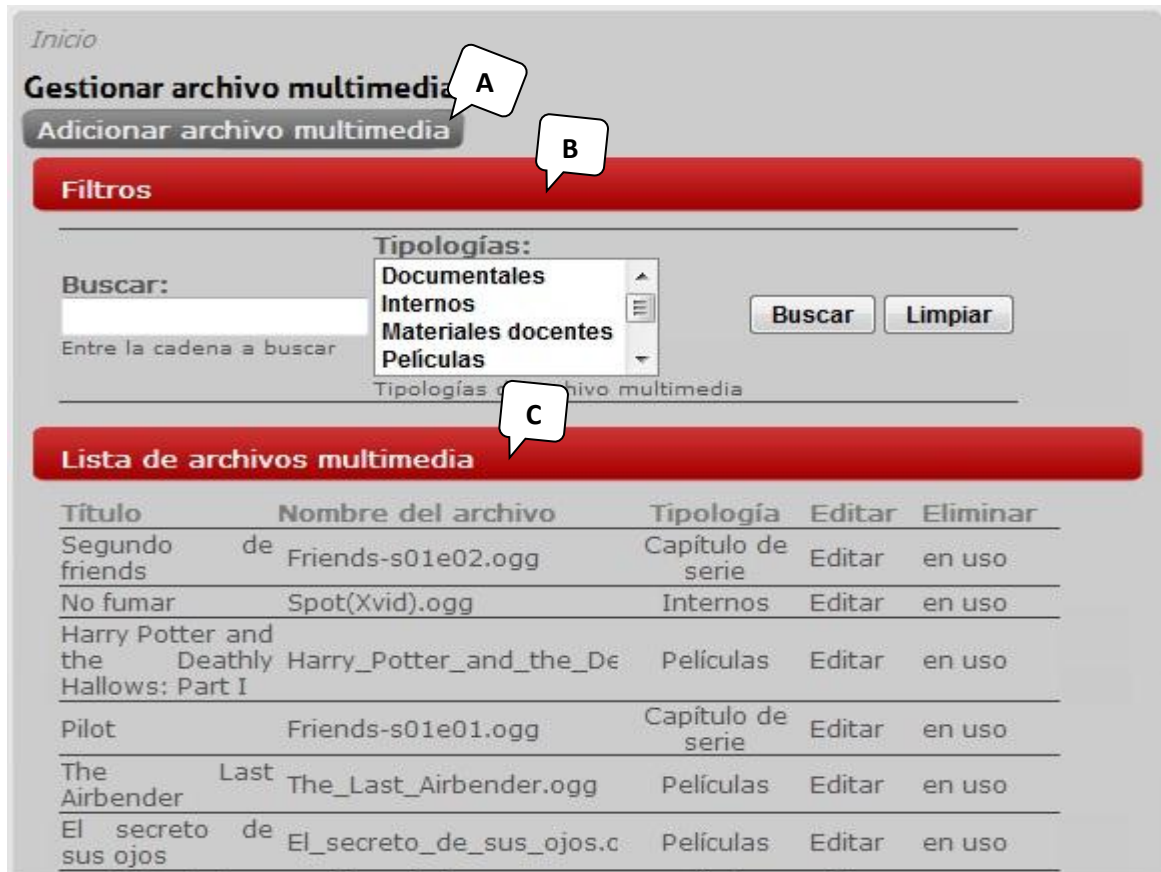 Inicio
Gestionar archivo multimedia
A
Adicionar archivo multimedia
B
Filtros
Tipologías:
Buscar:
Documentales
Internos
Materiales docentes
Películas
Buscar
Limpiar
Entre la cadena a buscar
Tipologías multimedia
C
Lista de archivos multimedia
Título Nombre del archivo Tipología Editar Eliminar
Segundo de
friends
Friends-s01e02.ogg
Capítulo de
serie
Editar en uso
No fumar Spot(Xvid).ogg Internos Editar en uso
Harry Potter and
the Deathly
Hallows: Part I
Harry_Potter_and_the_De Películas Editar en uso
Pilot Friends-s01e01.ogg
Capítulo de
serie
Editar en uso
The Last
Airbender
The_Last_Airbender.ogg Películas Editar en uso
El secreto de
sus ojos
El_secreto_de_sus_ojos. Películas Editar en uso